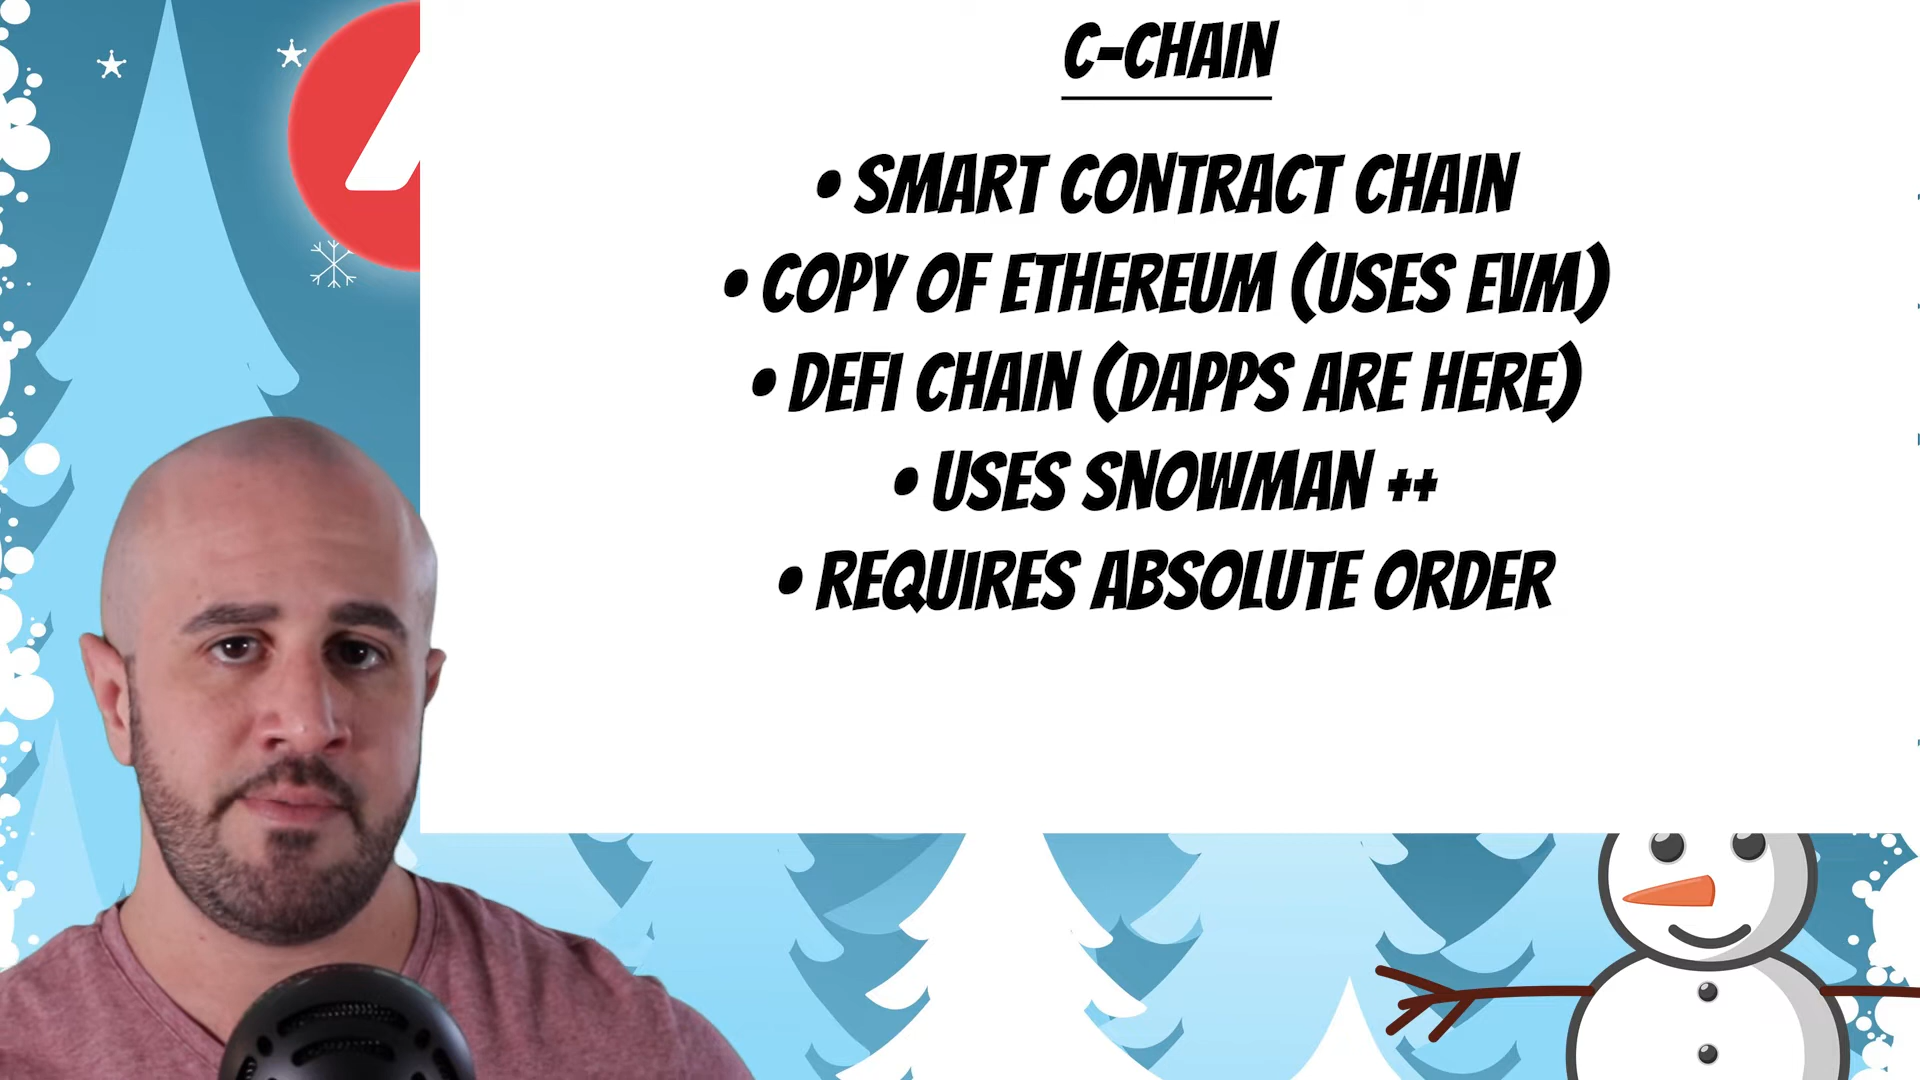 C-CHAIN
• SMART CONTRACT CHAIN
• COPY OF ETHEREUM (USES EVM)
• DEFI CHAIN (DAPPS ARE HERE)
• USES SNOWMAN ++
• REQUIRES ABSOLUTE ORDER